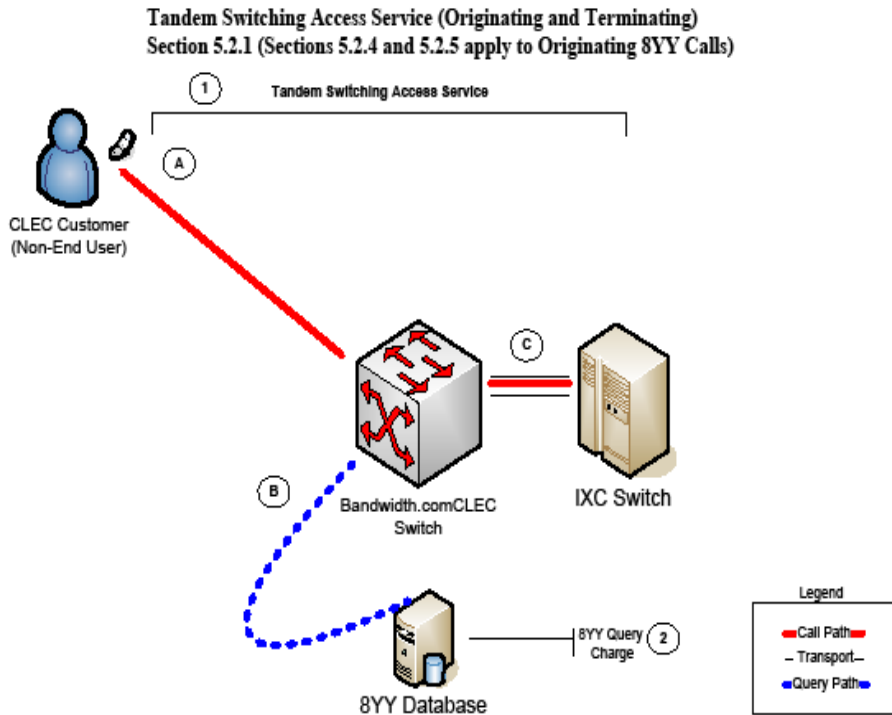 Tandem Switching Access Service (Originating and Terminating)
Section 5.2.1 (Sections 5.2.4 and 5.2.5 apply to Originating 8YY Calls)
1
Tandem Switching Access Service
A
CLEC Customer
(Non-End User)
C
B
Bandwidth.comCLEC
Switch
IXC Switch
8YY Query
Charge
2
8YY Database
Legend
Call Path
Transport
Query Path